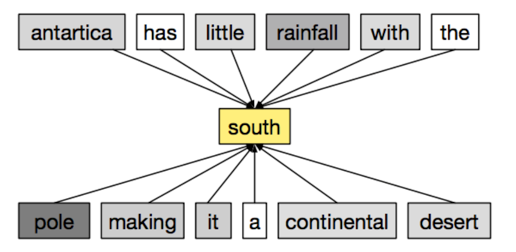 antartica has little rainfall with the
south
pole making it a continental desert